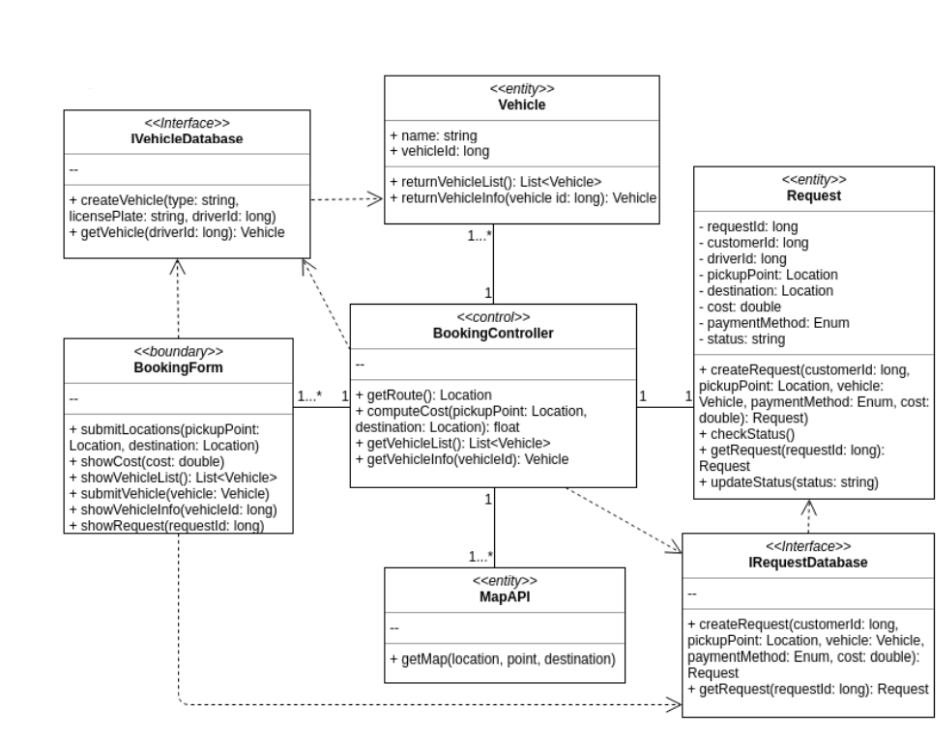 <<entity>>
Vehicle
+ name: string
+ vehicleId: long
+ returnVehicleList(): List<Vehicle>
+ returnVehicleInfo(vehicle id: long): Vehicle
<<Interface>>
IVehicleDatabase
--
+ createVehicle(type: string,
licensePlate: string, driverId: long)
+ getVehicle(driverId: long): Vehicle
<<entity>>
Request
- requestId: long
- customerId: long
- driverId: long
- pickupPoint: Location
- destination: Location
- cost: double
- paymentMethod: Enum
- status: string
+ createRequest(customerId: long,
pickupPoint: Location, vehicle:
Vehicle, paymentMethod: Enum, cost:
double): Request)
+ checkStatus()
+ getRequest(requestId: long):
Request
+ updateStatus(status: string)
1...*
1
<<control>>
BookingController
--
+ getRoute(): Location
+ computeCost(pickupPoint: Location,
destination: Location): float
+ getVehicleList(): List<Vehicle>
+ getVehicleInfo(vehicleId): Vehicle
<<boundary>>
BookingForm
--
+ submitLocations(pickupPoint:
Location, destination: Location)
+ showCost(cost: double)
+ showVehicleList(): List<Vehicle>
+ submitVehicle(vehicle: Vehicle)
+ showVehicleInfo(vehicleId: long)
+ showRequest(requestId: long)
1...* 1
1 1
1
1...*
<<entity>>
MapAPI
--
+ getMap(location, point, destination)
<<Interface>>
IRequestDatabase
--
+ createRequest(customerId: long,
pickupPoint: Location, vehicle: Vehicle,
paymentMethod: Enum, cost: double):
Request
+ getRequest(requestId: long): Request